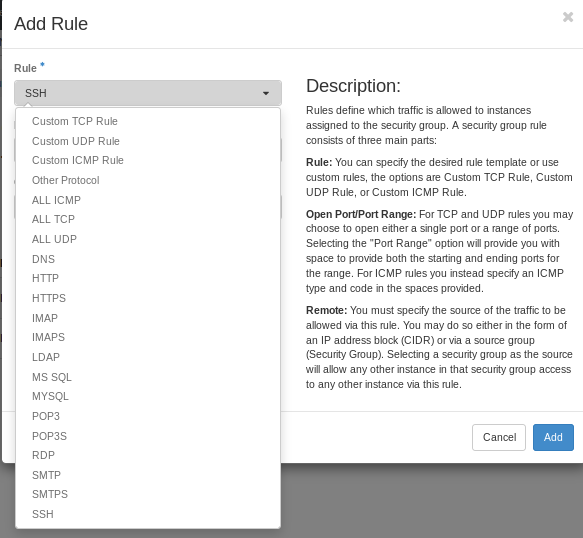 Add Rule
×
Rule *
SSH
Custom TCP Rule
Custom UDP Rule
Custom ICMP Rule
Other Protocol
ALL ICMP
ALL TCP
ALL UDP
DNS
HTTP
HTTPS
IMAP
IMAPS
LDAP
MS SQL
MYSQL
POP3
POP3S
RDP
SMTP
SMTPS
SSH
Description:
Rules define which traffic is allowed to instances
assigned to the security group. A security group rule
consists of three main parts:
Rule: You can specify the desired rule template or use
custom rules, the options are Custom TCP Rule, Custom
UDP Rule, or Custom ICMP Rule.
Open Port/Port Range: For TCP and UDP rules you may
choose to open either a single port or a range of ports.
Selecting the "Port Range" option will provide you with
space to provide both the starting and ending ports for
the range. For ICMP rules you instead specify an ICMP
type and code in the spaces provided.
Remote: You must specify the source of the traffic to be
allowed via this rule. You may do so either in the form of
an IP address block (CIDR) or via a source group
(Security Group). Selecting a security group as the source
will allow any other instance in that security group access
to any other instance via this rule.
Cancel
Add